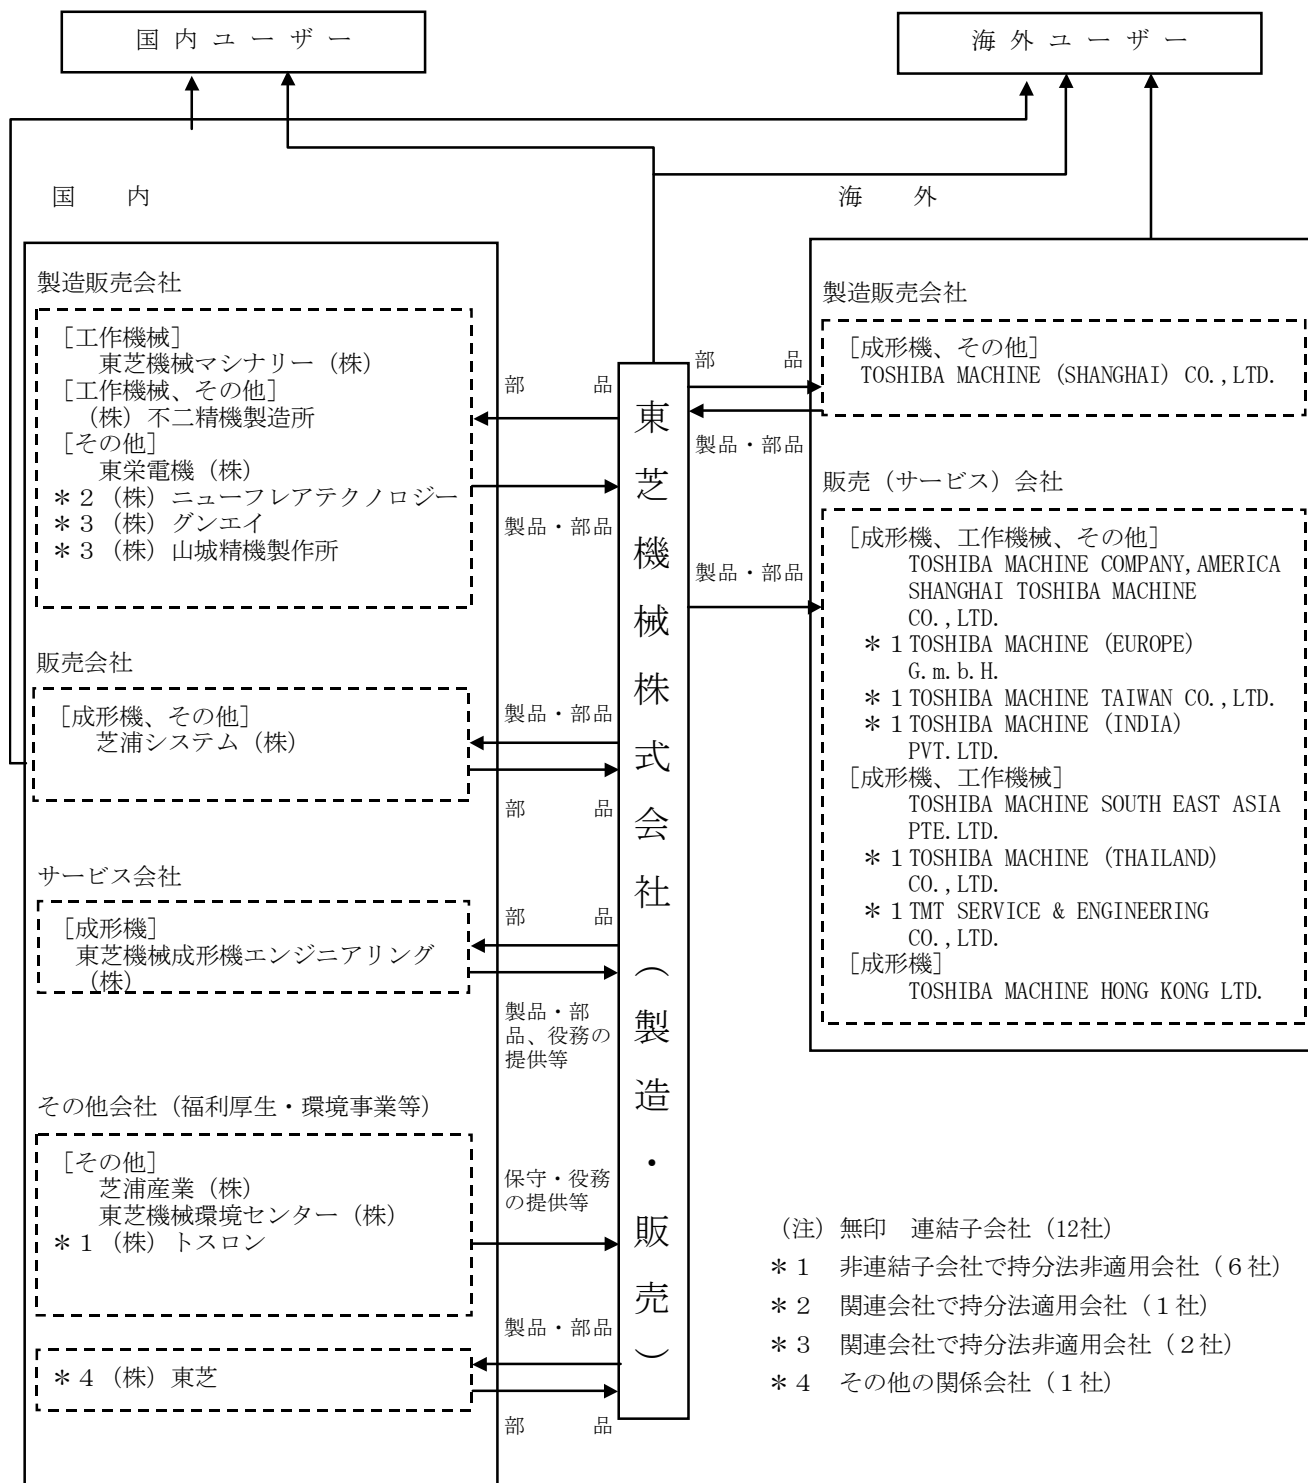 国内ユーザー
海外ユーザー
国　　内
海　　外
製造販売会社
［工作機械］
東芝機械マシナリー（株）
［工作機械、その他］
（株）不二精機製造所
［その他］
東栄電機（株）
＊２（株）ニューフレアテクノロジー
＊３（株）グンエイ
＊３（株）山城精機製作所
部　　品
製品・部品
販売会社
［成形機、その他］
芝浦システム（株）
製品・部品
部　　品
サービス会社
［成形機］
東芝機械成形機エンジニアリング
（株）
部　　品
製品・部
品、役務の
提供等
その他会社（福利厚生・環境事業等）
［その他］
芝浦産業（株）
東芝機械環境センター（株）
＊１（株）トスロン
保守・役務
の提供等
＊４（株）東芝
製品・部品
部　　品
東芝機械株式会社（製造・販売）
部　　品
製品・部品
製品・部品
製造販売会社
［成形機、その他］
TOSHIBA MACHINE (SHANGHAI) CO.,LTD.
販売（サービス）会社
［成形機、工作機械、その他］
TOSHIBA MACHINE COMPANY,AMERICA
SHANGHAI TOSHIBA MACHINE
CO.,LTD.
＊１TOSHIBA MACHINE (EUROPE)
G.m.b.H.
＊１TOSHIBA MACHINE TAIWAN CO.,LTD.
＊１TOSHIBA MACHINE (INDIA)
PVT.LTD.
［成形機、工作機械］
TOSHIBA MACHINE SOUTH EAST ASIA
PTE.LTD.
＊１TOSHIBA MACHINE (THAILAND)
CO.,LTD.
＊１TMT SERVICE & ENGINEERING
CO.,LTD.
［成形機］
TOSHIBA MACHINE HONG KONG LTD.
（注）無印　連結子会社（12社）
＊１　非連結子会社で持分法非適用会社（６社）
＊２　関連会社で持分法適用会社（１社）
＊３　関連会社で持分法非適用会社（２社）
＊４　その他の関係会社（１社）